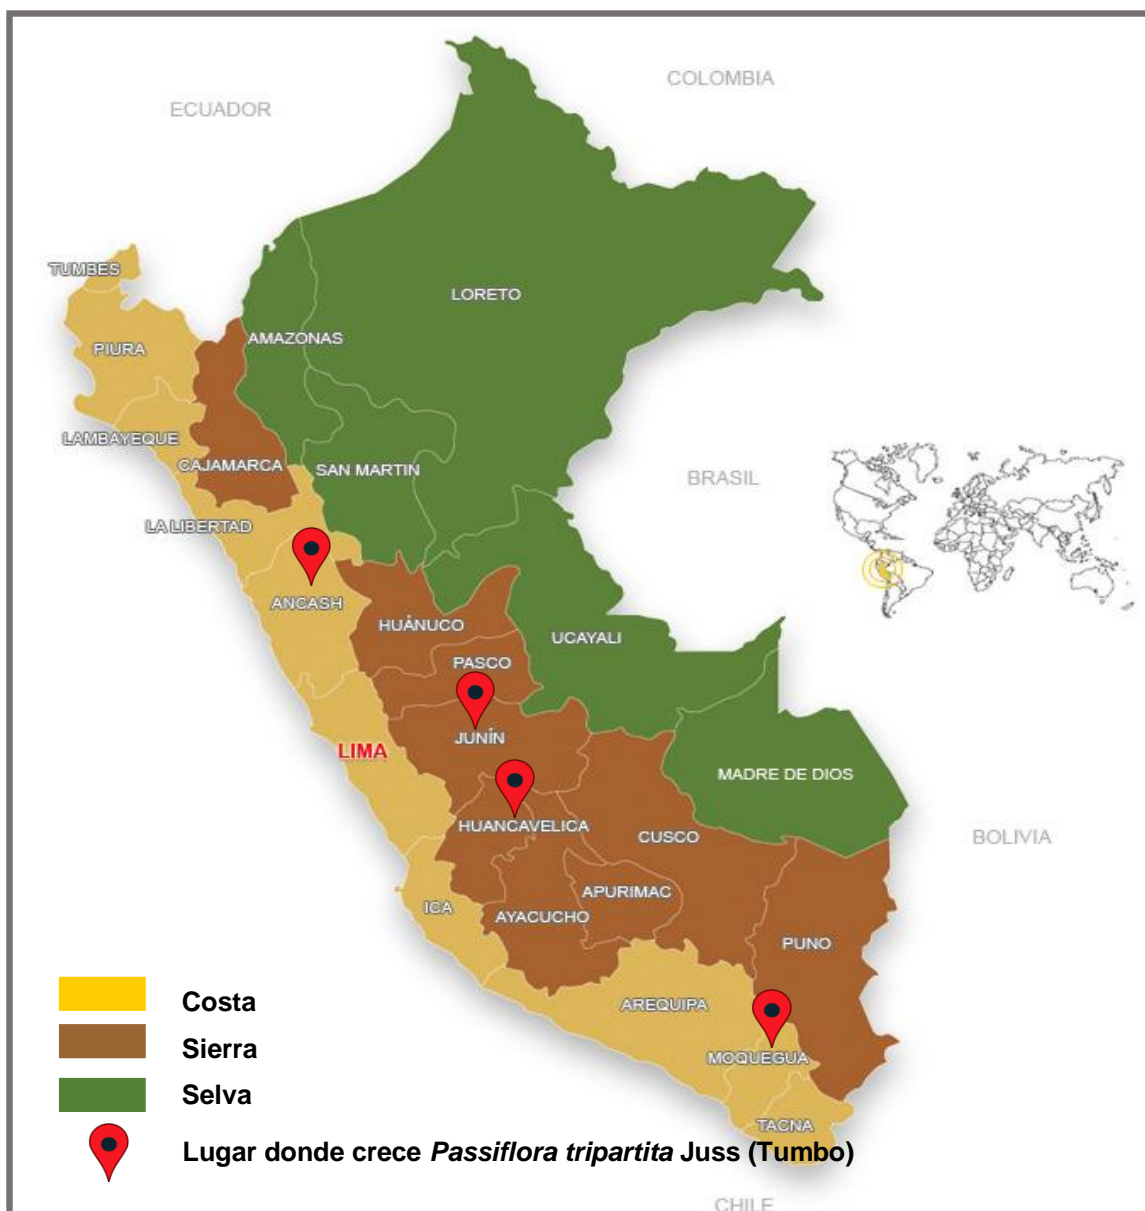 COLOMBIA
ECUADOR
TUMBES
LORETO
AMAZONAS
PIURA
LAMBAYEQUE
CAJAMARCA
SAN MARTIN
BRASIL
LA LIBERTAD
ANCASH
HUÁNUCO
UCAYALI
PASCO
JUNÍN
LIMA
MADRE DE DIOS
HUANCAVELICA
CUSCO
BOLIVIA
APURIMAC
ICA
AYACUCHO
PUNO
AREQUIPA
MOQUEGUA
TACNA
Costa
Sierra
Selva
Lugar donde crece Passiflora tripartita Juss (Tumbo)
CHILE